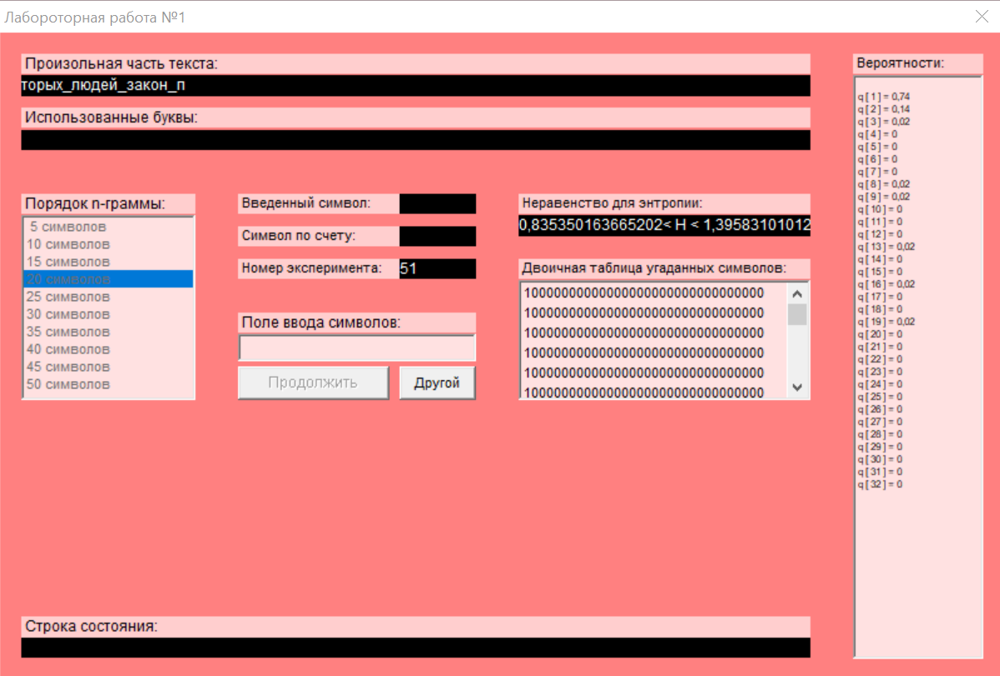 Лабороторная работа №1
Произольная часть текста:
торых_людей_закон_п
Использованные буквы:
Порядок n-граммы:
5 символов
10 символов
15 символов
20 символов
25 символов
30 символов
35 символов
40 символов
45 символов
50 символов
Введенный символ:
Символ по счету:
Номер эксперимента: 51
Поле ввода символов:
Продолжить
Другой
Неравенство для энтропии:
0,835350163665202< H < 1,39583101012
Двоичная таблица угаданных символов:
10000000000000000000000000000000
10000000000000000000000000000000
10000000000000000000000000000000
10000000000000000000000000000000
10000000000000000000000000000000
10000000000000000000000000000000
Вероятности:
q[1]= 0,74
q[2]= 0,14
q[3]= 0,02
q[4]= 0
q[5]= 0
q[6]= 0
q[7]= 0
q[8]= 0,02
q[9]= 0,02
q[10]= 0
q[11]= 0
q[12]= 0
q[13]= 0,02
q[14]= 0
q[15]= 0
q[16]= 0,02
q[17]= 0
q[18]= 0
q[19]= 0,02
q[20]= 0
q[21]= 0
q[22]= 0
q[23]= 0
q[24]= 0
q[25]= 0
q[26]= 0
q[27]= 0
q[28]= 0
q[29]= 0
q[30]= 0
q[31]= 0
q[32]= 0
Строка состояния: